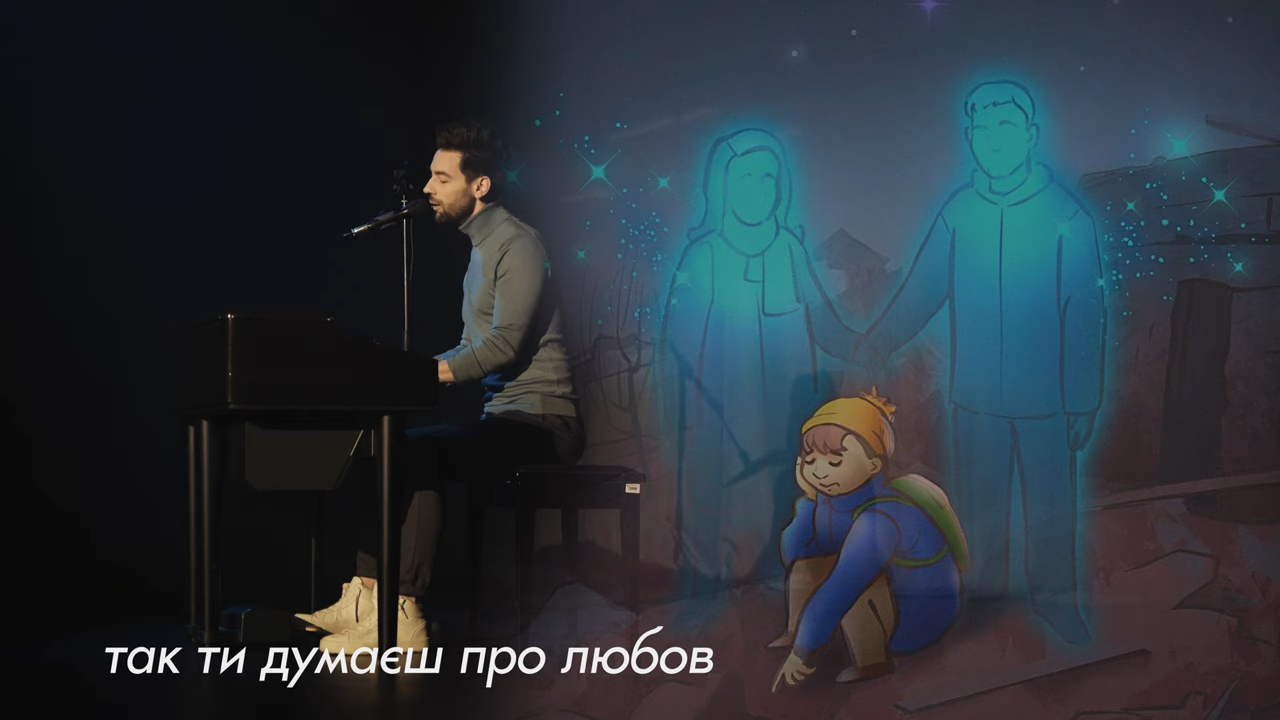 так ти думаєш про любов